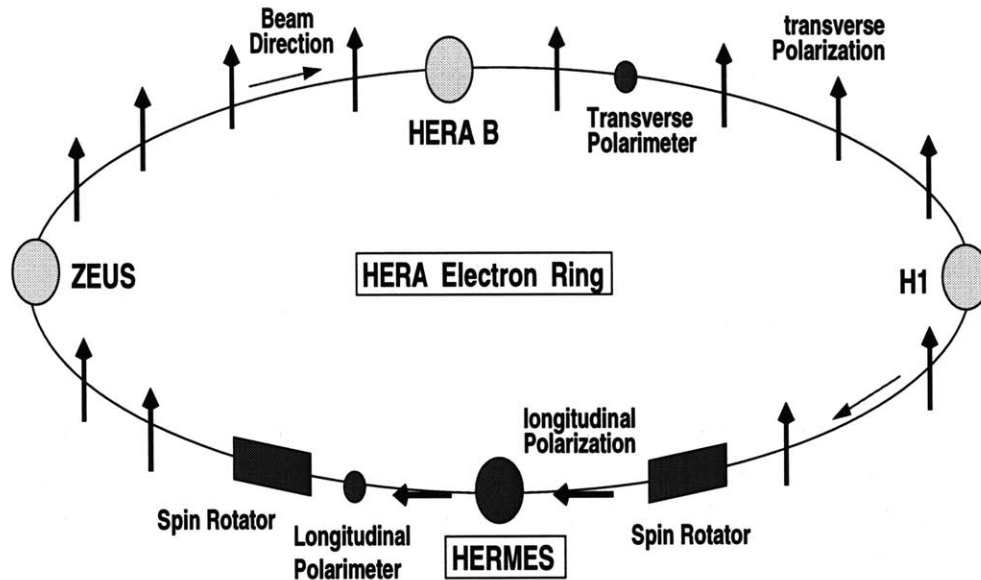 Beam
Direction
transverse
Polarization
HERA B
Transverse
Polarimeter
ZEUS
HERA Electron Ring
H1
longitudinal
Polarization
Spin Rotator
Longitudinal
Polarimeter
HERMES
Spin Rotator